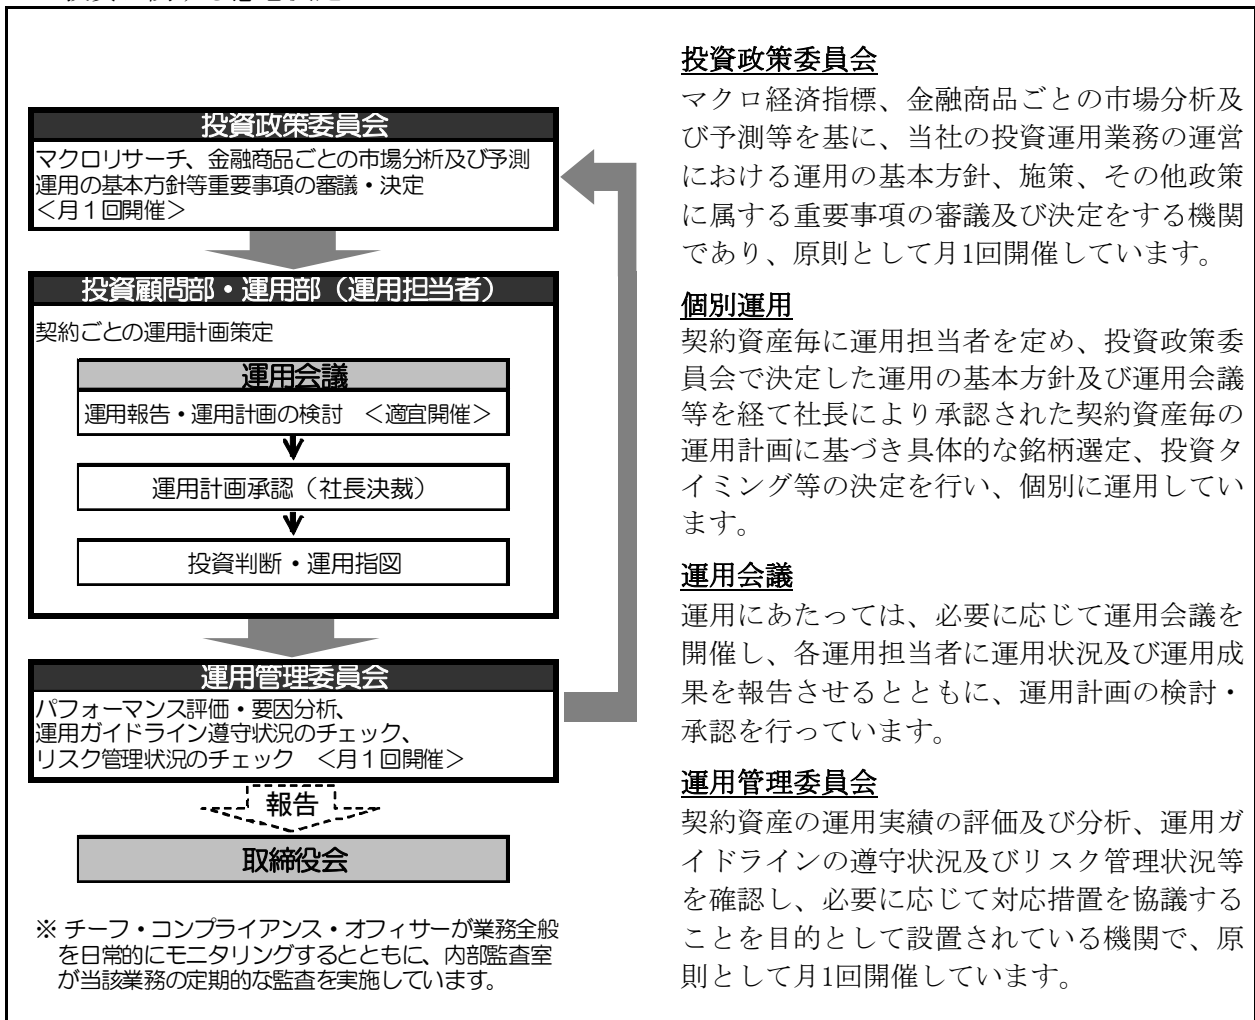 投資政策委員会
マクロリサーチ、金融商品ごとの市場分析及び予測
運用の基本方針等重要事項の審議・決定
＜月１回開催＞
投資顧問部・運用部（運用担当者）
契約ごとの運用計画策定
運用会議
運用報告・運用計画の検討　＜適宜開催＞
運用計画承認（社長決裁）
投資判断・運用指図
運用管理委員会
パフォーマンス評価・要因分析、
運用ガイドライン遵守状況のチェック、
リスク管理状況のチェック　＜月１回開催＞
報告
取締役会
※ チーフ・コンプライアンス・オフィサーが業務全般
を日常的にモニタリングするとともに、内部監査室
が当該業務の定期的な監査を実施しています。
投資政策委員会
マクロ経済指標、金融商品ごとの市場分析及
び予測等を基に、当社の投資運用業務の運営
における運用の基本方針、施策、その他政策
に属する重要事項の審議及び決定をする機関
であり、原則として月1回開催しています。
個別運用
契約資産毎に運用担当者を定め、投資政策委
員会で決定した運用の基本方針及び運用会議
等を経て社長により承認された契約資産毎の
運用計画に基づき具体的な銘柄選定、投資タ
イミング等の決定を行い、個別に運用してい
ます。
運用会議
運用にあたっては、必要に応じて運用会議を
開催し、各運用担当者に運用状況及び運用成
果を報告させるとともに、運用計画の検討・
承認を行っています。
運用管理委員会
契約資産の運用実績の評価及び分析、運用ガ
イドラインの遵守状況及びリスク管理状況等
を確認し、必要に応じて対応措置を協議する
ことを目的として設置されている機関で、原
則として月1回開催しています。